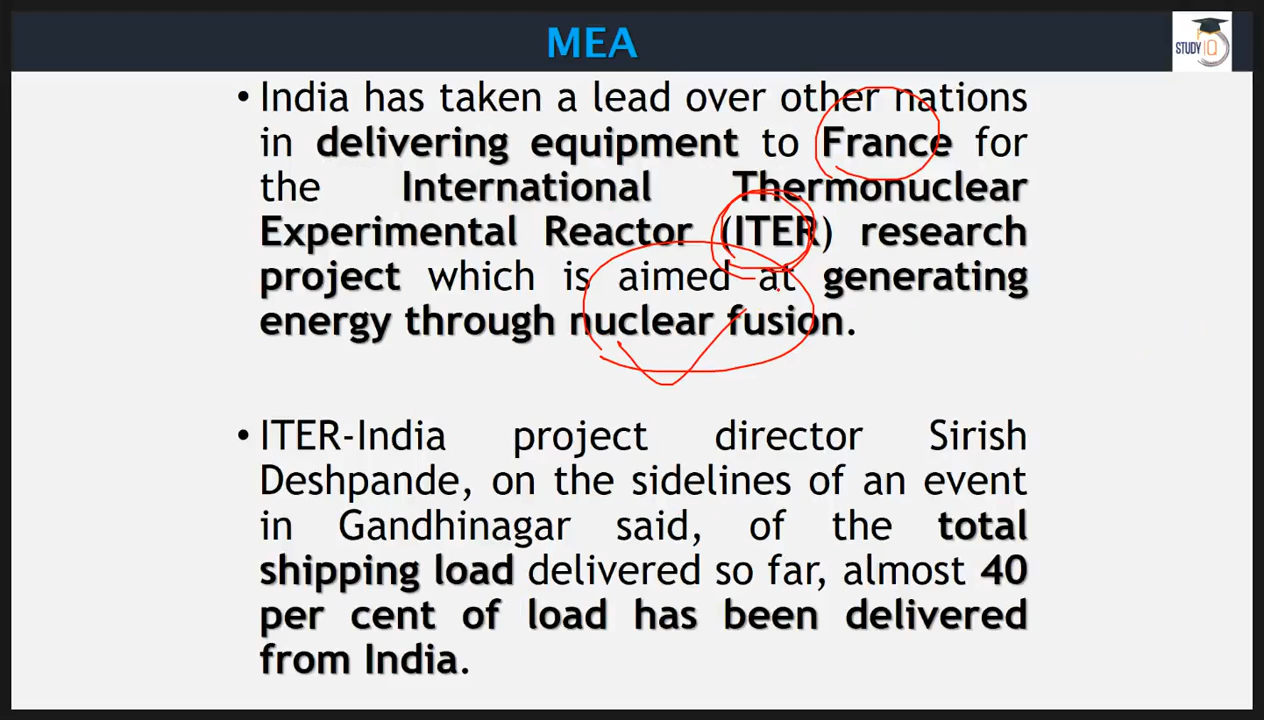 MEA
STUDY IQ
• India has taken a lead over other nations
in delivering equipment to France for
the International Thermonuclear
Experimental Reactor (ITER) research
project which is aimed at generating
energy through nuclear fusion.
• ITER-India project director Sirish
Deshpande, on the sidelines of an event
in Gandhinagar said, of the total
shipping load delivered so far, almost 40
per cent of load has been delivered
from India.